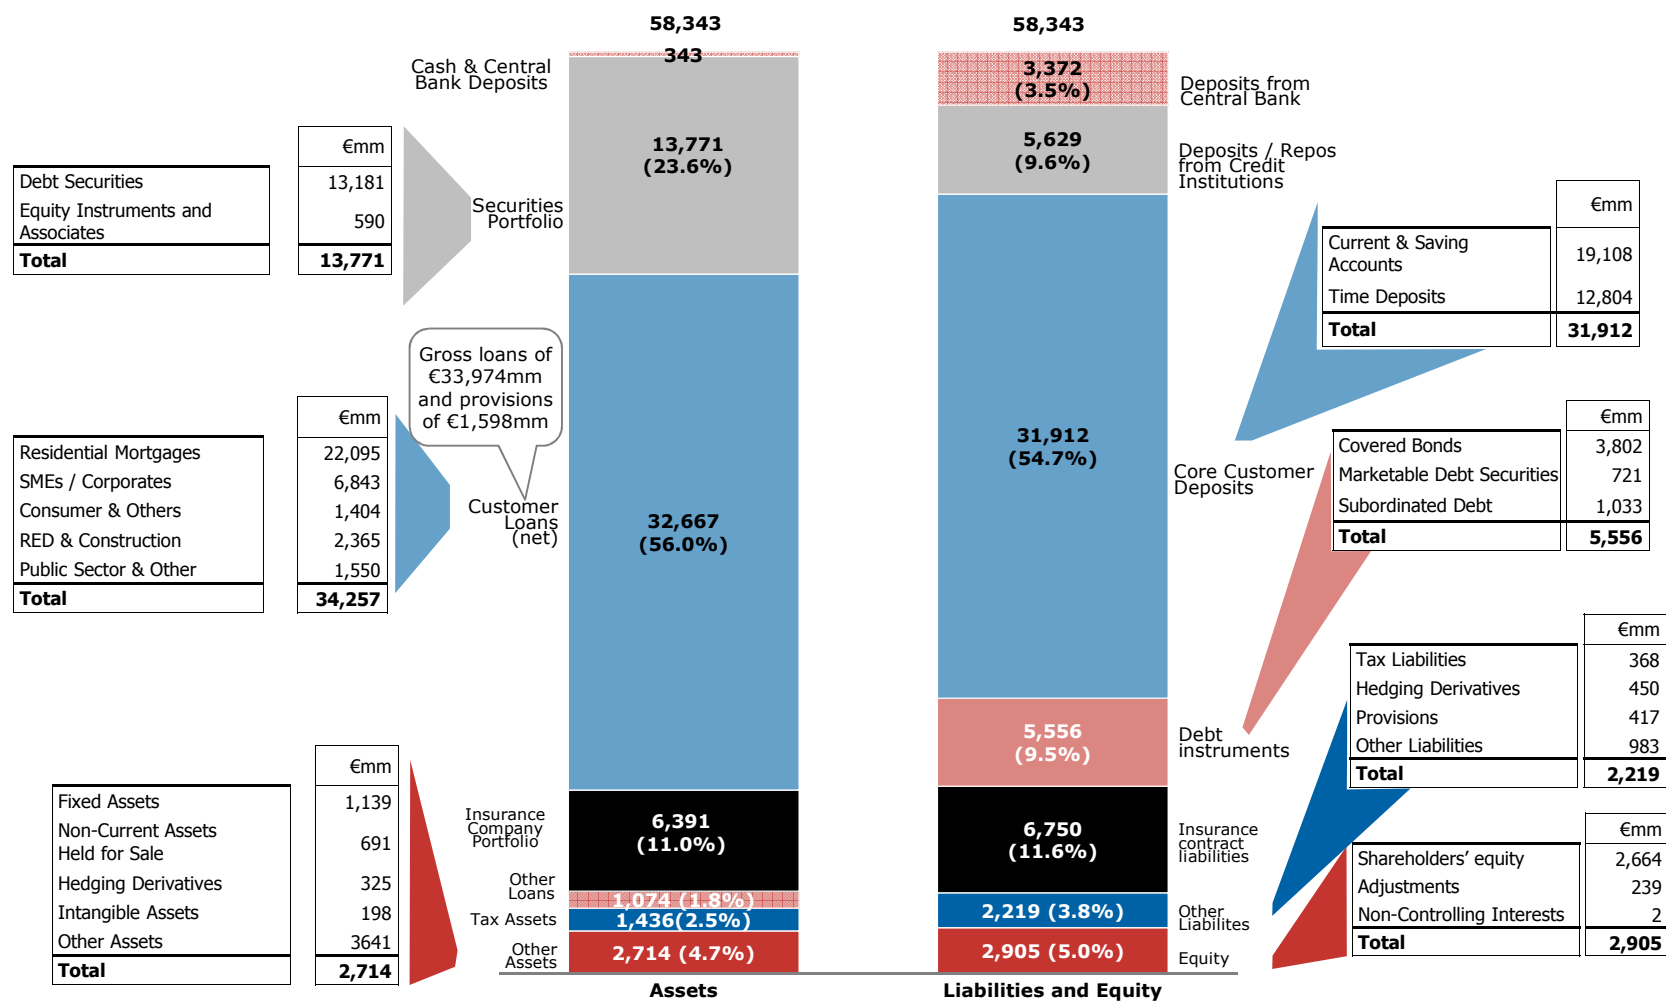 58,343
58,343
343
Cash & Central
Bank Deposits
13,771
(23.6%)
Securities
Portfolio
€mm
Debt Securities 13,181
Equity Instruments and
Associates 590
Total 13,771
Gross loans of
€33,974mm
and provisions
of €1,598mm
€mm
Residential Mortgages 22,095
SMEs / Corporates 6,843
Consumer & Others 1,404
RED & Construction 2,365
Public Sector & Other 1,550
Total 34,257
Customer
Loans
(net)
32,667
(56.0%)
€mm
Fixed Assets 1,139
Non-Current Assets
Held for Sale 691
Hedging Derivatives 325
Intangible Assets 198
Other Assets 3641
Total 2,714
Insurance
Company
Portfolio
6,391
(11.0%)
Other
Loans
1,074 (1.8%)
Tax Assets
1,436(2.5%)
Other
Assets
2,714 (4.7%)
Assets
3,372
(3.5%)
Deposits from
Central Bank
5,629
(9.6%)
Deposits / Repos
from Credit
Institutions
31,912
(54.7%)
Core Customer
Deposits
€mm
Current & Saving
Accounts 19,108
Time Deposits 12,804
Total 31,912
5,556
(9.5%)
Debt
instruments
€mm
Covered Bonds 3,802
Marketable Debt Securities 721
Subordinated Debt 1,033
Total 5,556
6,750
(11.6%)
Insurance
contract
liabilities
2,219 (3.8%)
Other
Liabilites
€mm
Tax Liabilities 368
Hedging Derivatives 450
Provisions 417
Other Liabilities 983
Total 2,219
2,905 (5.0%)
Equity
€mm
Shareholders’ equity 2,664
Adjustments 239
Non-Controlling Interests 2
Total 2,905
Liabilities and Equity